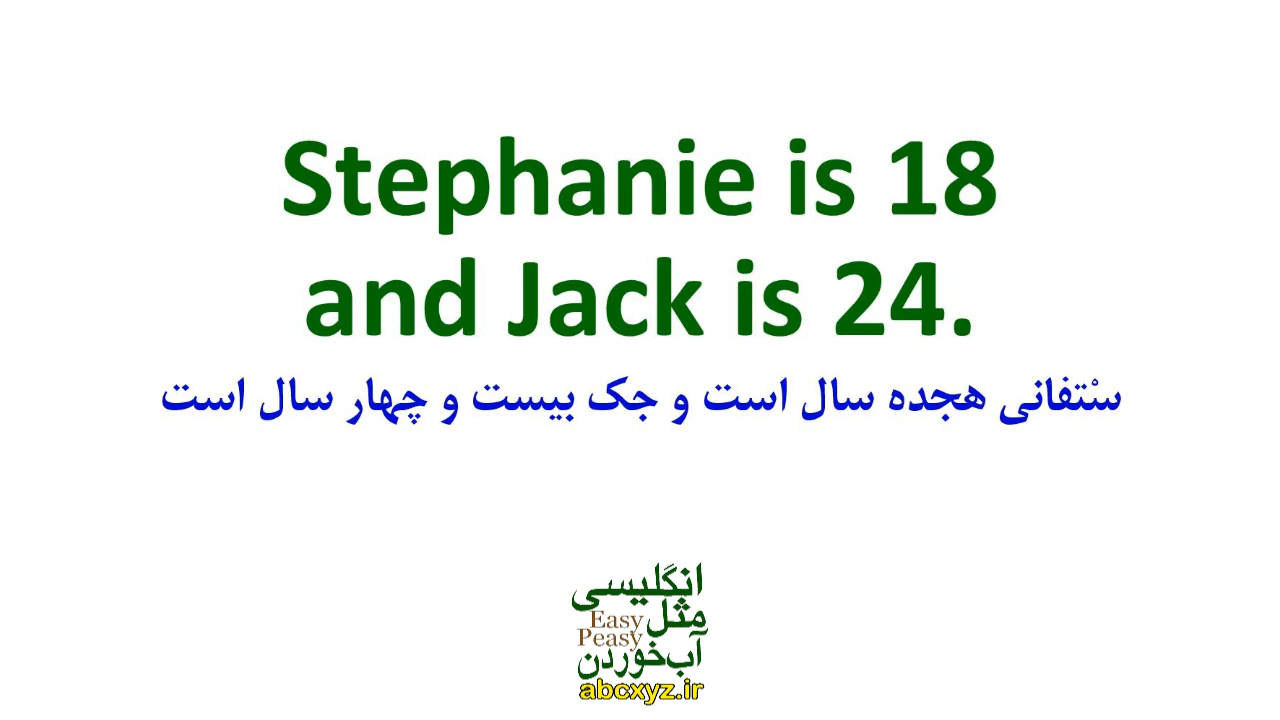 Stephanie is 18
and Jack is 24.
سْتفانی هجده سال است و جک بیست و چهار سال است
انگلیسی
مثل
Easy
Peasy
آب‌خوردن
abcxyz.ir